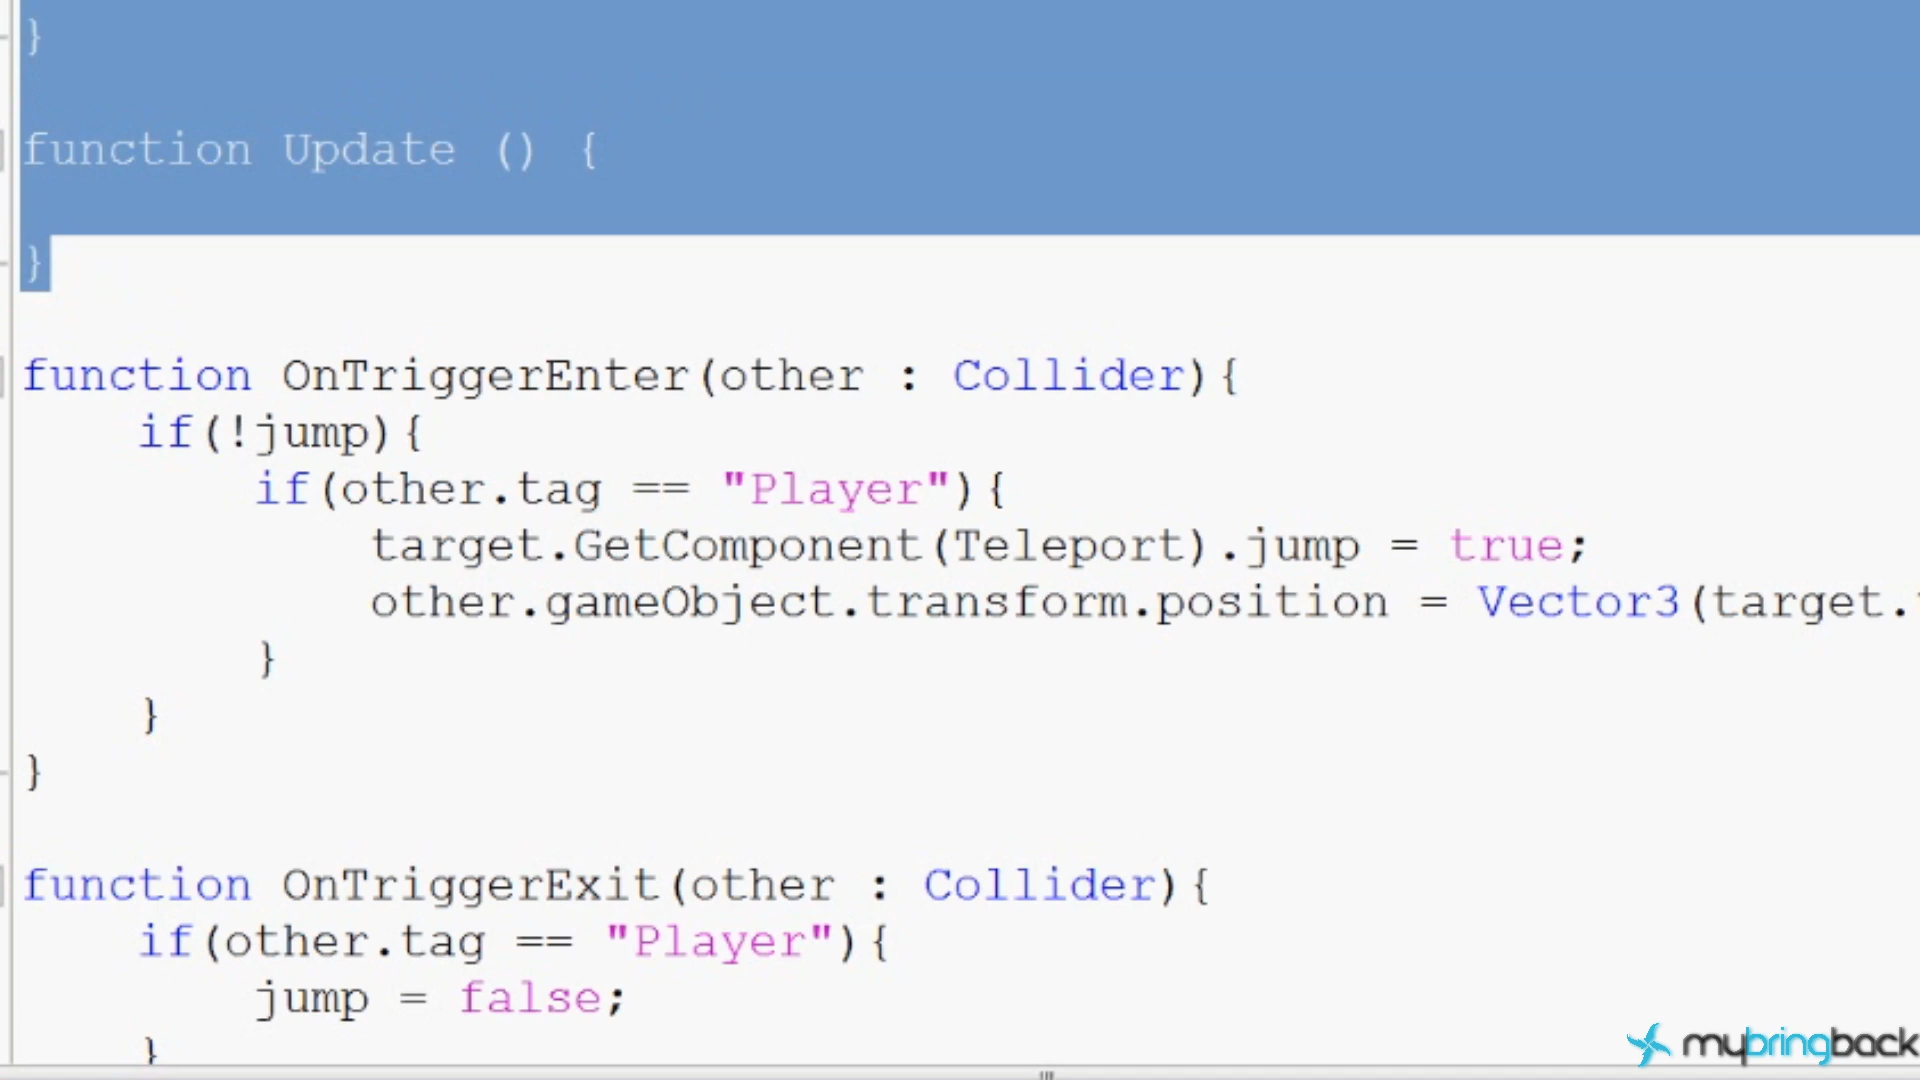 }
function Update () {
}
function OnTriggerEnter(other : Collider){
if(!jump){
if(other.tag == "Player"){
target.GetComponent(Teleport).jump = true;
other.gameObject.transform.position = Vector3(target.
}
}
}
function OnTriggerExit(other : Collider){
if(other.tag == "Player"){
jump = false;
}
mybringback